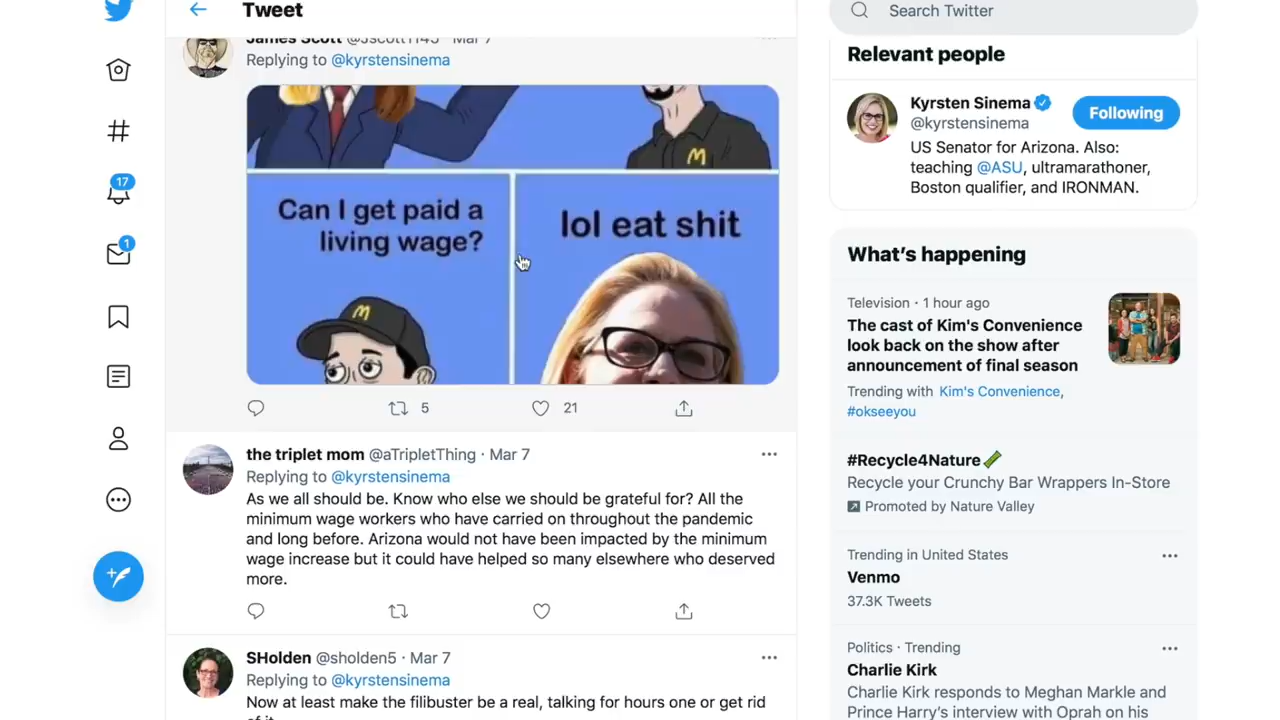 Tweet
James Scott @Jscott1145 · Mar 7
Replying to @kyrstensinema
Can I get paid a
living wage?
lol eat shit
5
21
the triplet mom @aTripletThing · Mar 7
Replying to @kyrstensinema
As we all should be. Know who else we should be grateful for? All the
minimum wage workers who have carried on throughout the pandemic
and long before. Arizona would not have been impacted by the minimum
wage increase but it could have helped so many elsewhere who deserved
more.
SHolden @sholden5 · Mar 7
Replying to @kyrstensinema
Now at least make the filibuster be a real, talking for hours one or get rid
of it.
17
1
Search Twitter
Relevant people
Kyrsten Sinema
@kyrstensinema
Following
US Senator for Arizona. Also:
teaching @ASU, ultramarathoner,
Boston qualifier, and IRONMAN.
What's happening
Television · 1 hour ago
The cast of Kim's Convenience
look back on the show after
announcement of final season
Trending with Kim's Convenience,
#okseeyou
#Recycle4Nature
Recycle your Crunchy Bar Wrappers In-Store
Promoted by Nature Valley
Trending in United States
Venmo
37.3K Tweets
Politics · Trending
Charlie Kirk
Charlie Kirk responds to Meghan Markle and
Prince Harry's interview with Oprah on his